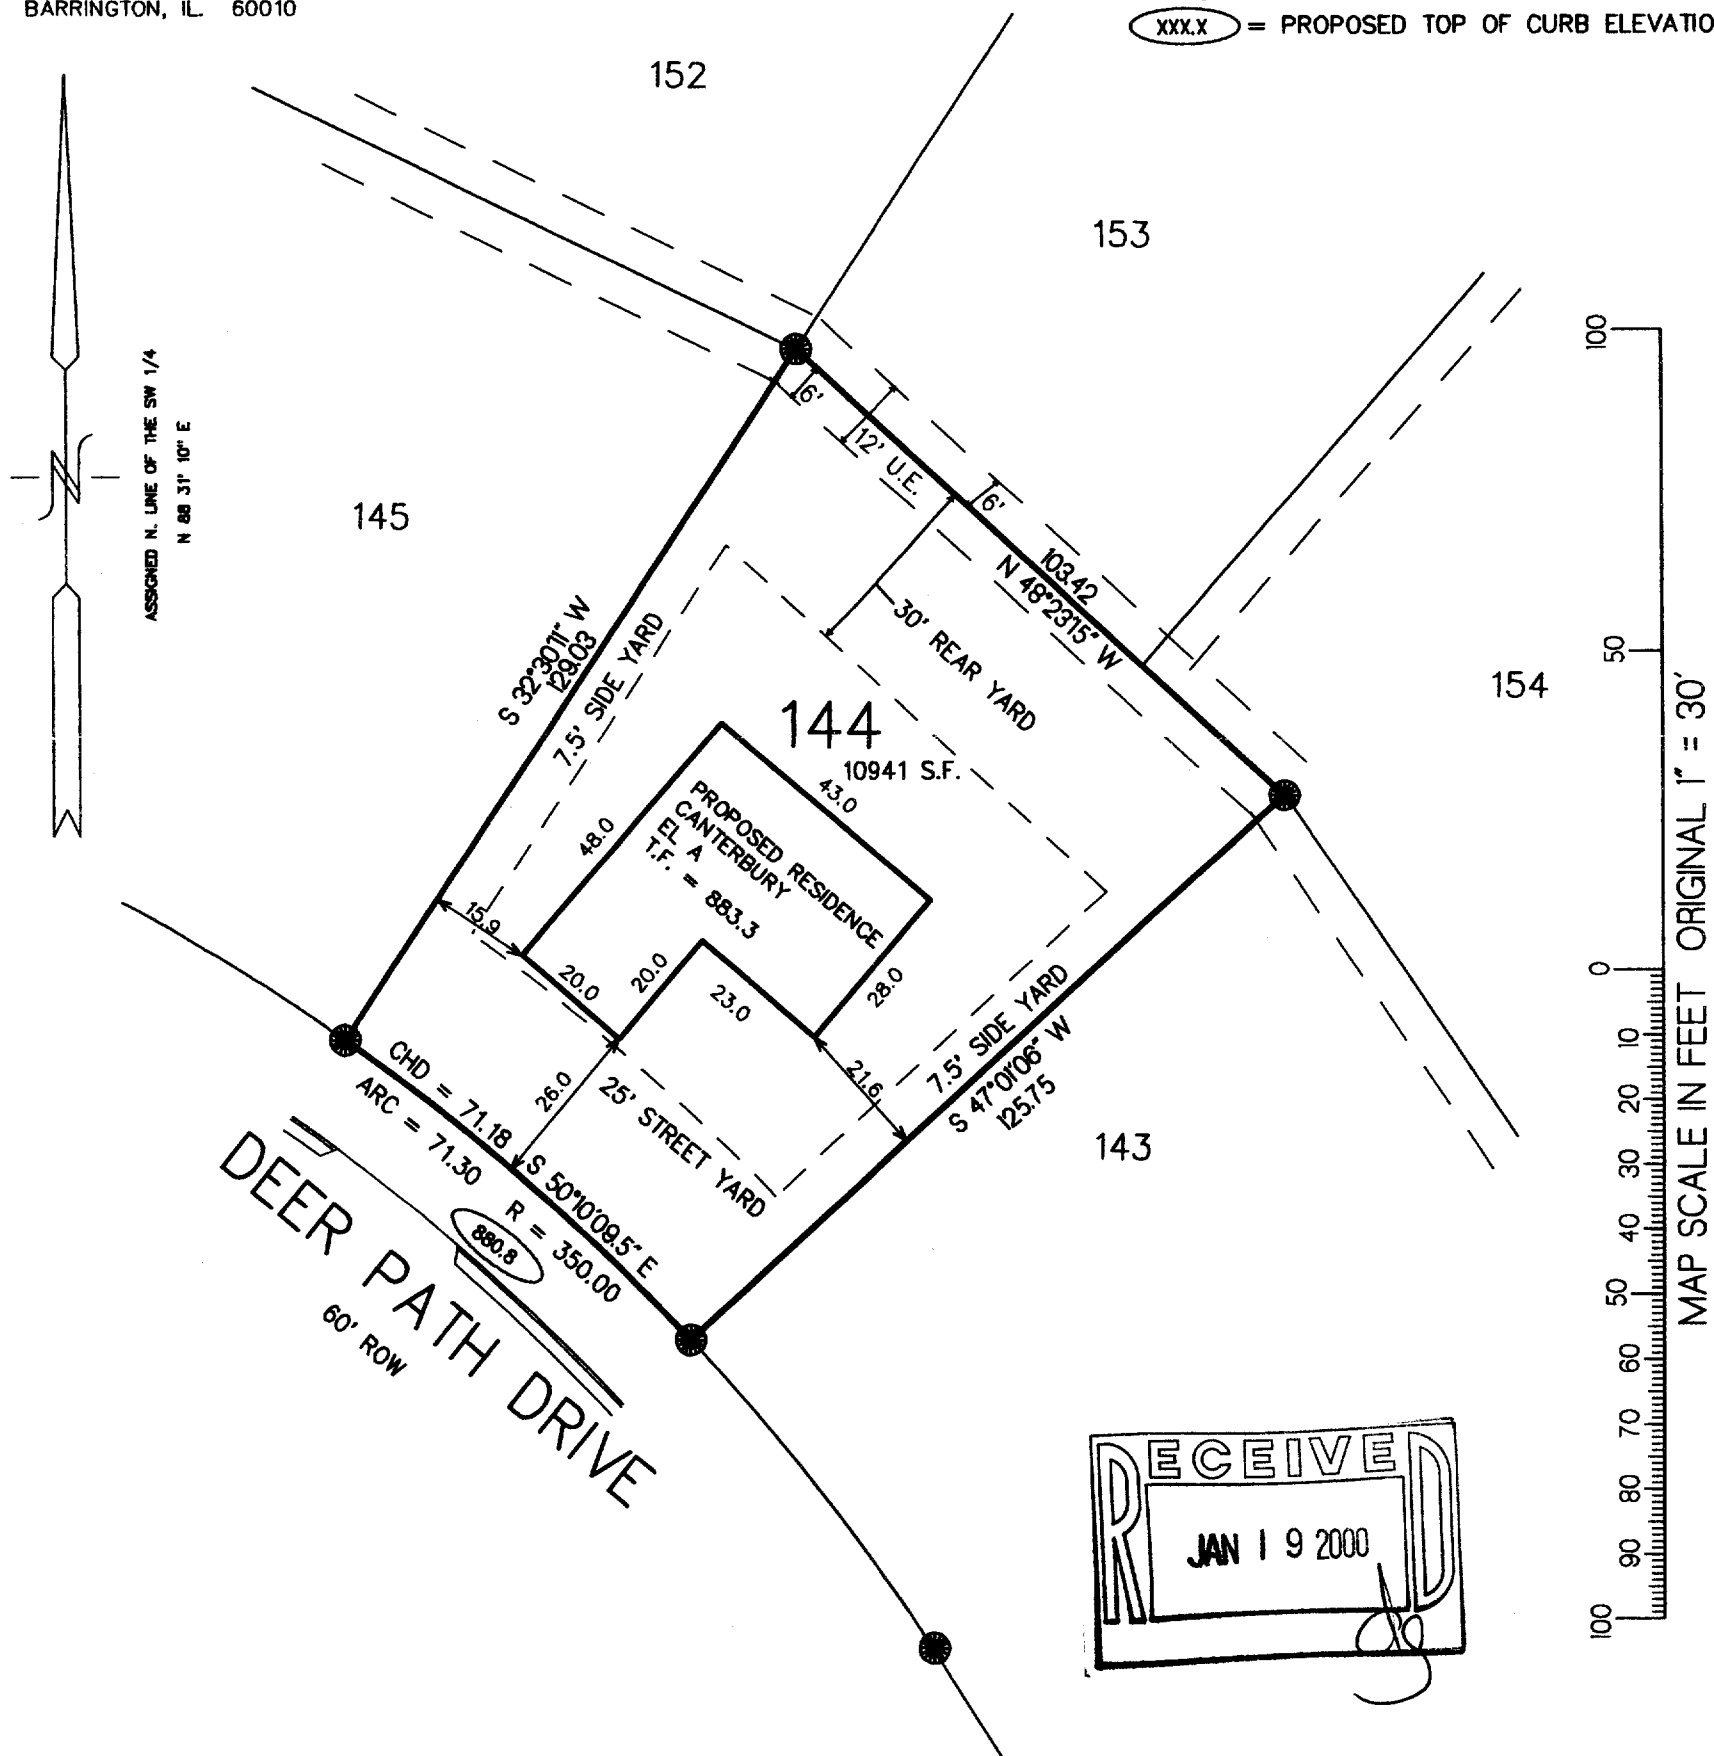 BARRINGTON, IL. 60010
XXX.X = PROPOSED TOP OF CURB ELEVATIO
152
153
ASSIGNED N. LINE OF THE SW 1/4
N 88 31' 10" E
N
145
6'
12' U.E.
6'
103.42
N 48°23'15" W
S 32°30'11" W
129.03
7.5' SIDE YARD
30' REAR YARD
154
144
10941 S.F.
43.0
48.0
PROPOSED RESIDENCE
CANTERBURY
EL A
T.F. = 883.3
15.9
20.0
20.0
23.0
28.0
21.6
7.5' SIDE YARD
S 47°01'06" W
125.75
143
26.0
25' STREET YARD
CHD = 71.18
S 50°10'09.5" E
ARC = 71.30
R = 350.00
880.8
DEER PATH DRIVE
60' ROW
RECEIVED
JAN 19 2000
100
50
0
10
20
30
40
50
60
70
80
90
100
MAP SCALE IN FEET ORIGINAL 1" = 30'